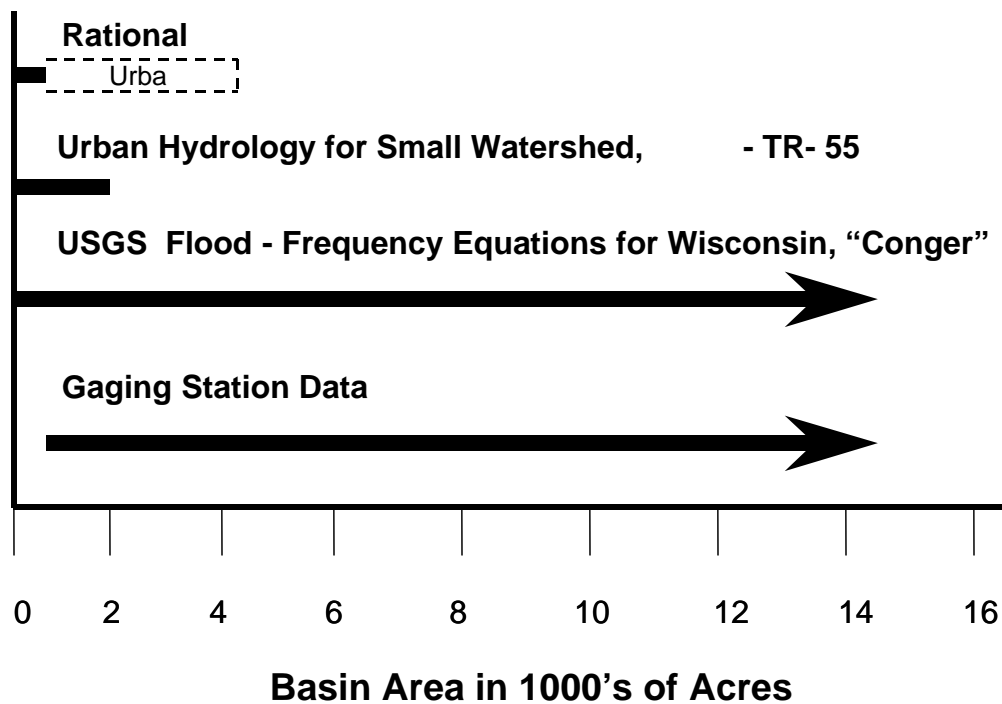 Rational
Urba
Urban Hydrology for Small Watershed, - TR- 55
USGS Flood - Frequency Equations for Wisconsin, “Conger”
Gaging Station Data
0 2 4 6 8 10 12 14 16
Basin Area in 1000’s of Acres